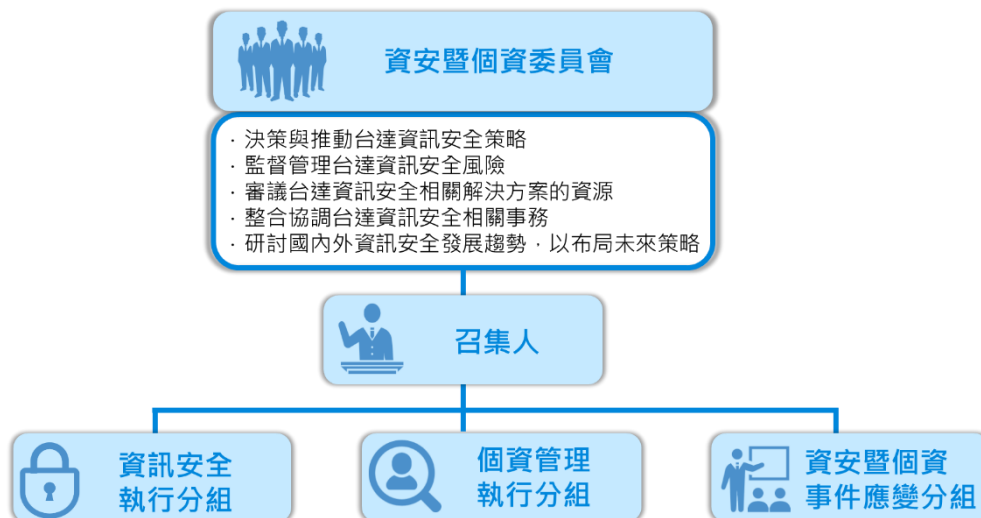 資安暨個資委員會
·決策與推動台達資訊安全策略
·監督管理台達資訊安全風險
·審議台達資訊安全相關解決方案的資源
·整合協調台達資訊安全相關事務
·研討國內外資訊安全發展趨勢，以布局未來策略
召集人
資訊安全
執行分組
個資管理
執行分組
資安暨個資
事件應變分組